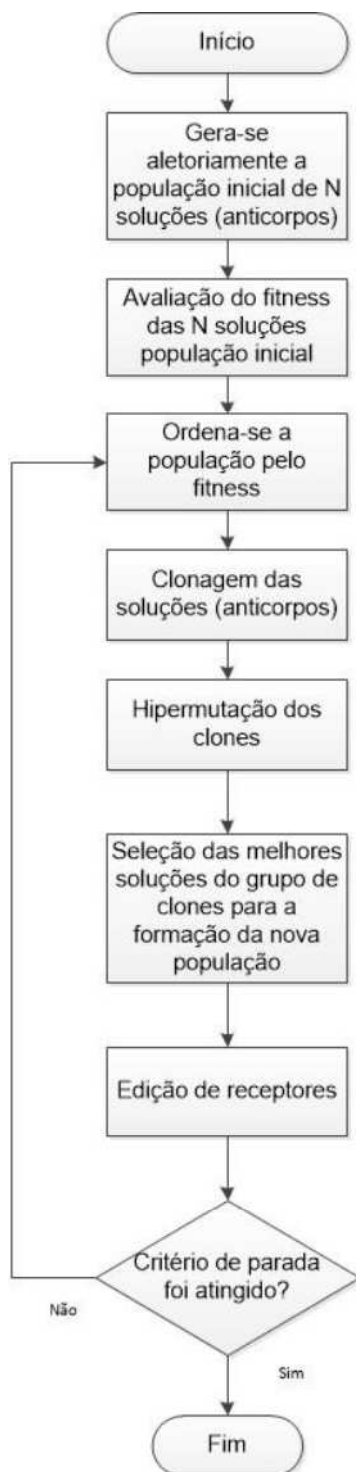 Início
Gera-se
aletoriamente a
população inicial de N
soluções (anticorpos)
Avaliação do fitness
das N soluções
população inicial
Ordena-se a
população pelo
fitness
Clonagem das
soluções (anticorpos)
Hipermutação dos
clones
Seleção das melhores
soluções do grupo de
clones para a
formação da nova
população
Edição de receptores
Critério de parada
foi atingido?
Não
Sim
Fim